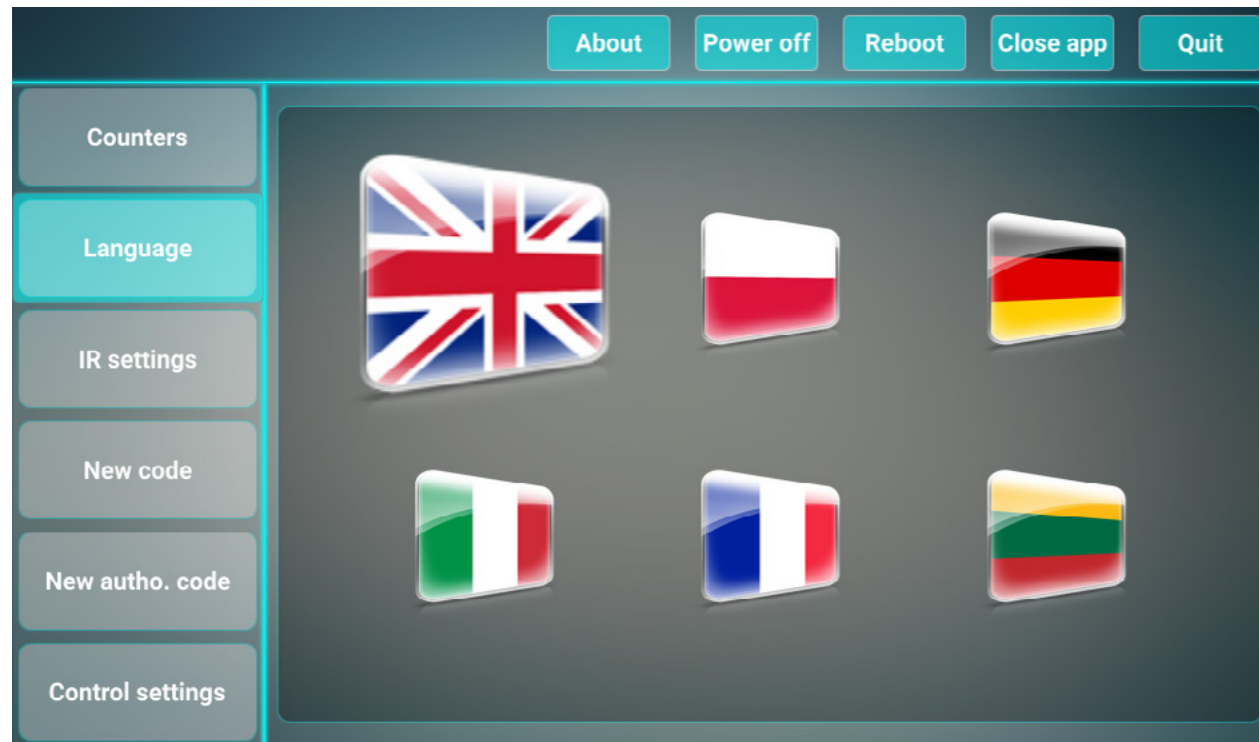 About
Power off
Reboot
Close app
Quit
Counters
Language
IR settings
New code
New autho. code
Control settings